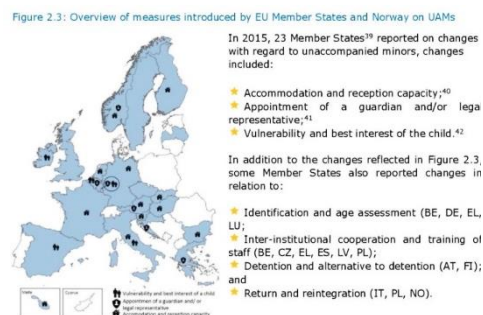 Figure 2.3: Overview of measures introduced by EU Member States and Norway on UAMs
In 2015, 23 Member States³⁹ reported on changes
with regard to unaccompanied minors, changes
included:
Accommodation and reception capacity;⁴⁰
Appointment of a guardian and/or legal
representative;⁴¹
Vulnerability and best interest of the child.⁴²
In addition to the changes reflected in Figure 2.3,
some Member States also reported changes in
relation to:
Identification and age assessment (BE, DE, EL,
LU;
Inter-institutional cooperation and training of
staff (BE, CZ, EL, ES, LV, PL);
Detention and alternative to detention (AT, FI);
and
Return and reintegration (IT, PL, NO).
Malta
Cyprus
Vulnerability and best interest of a child
Appointment of a guardian and/ or
legal representative
Accommodation and reception capacity